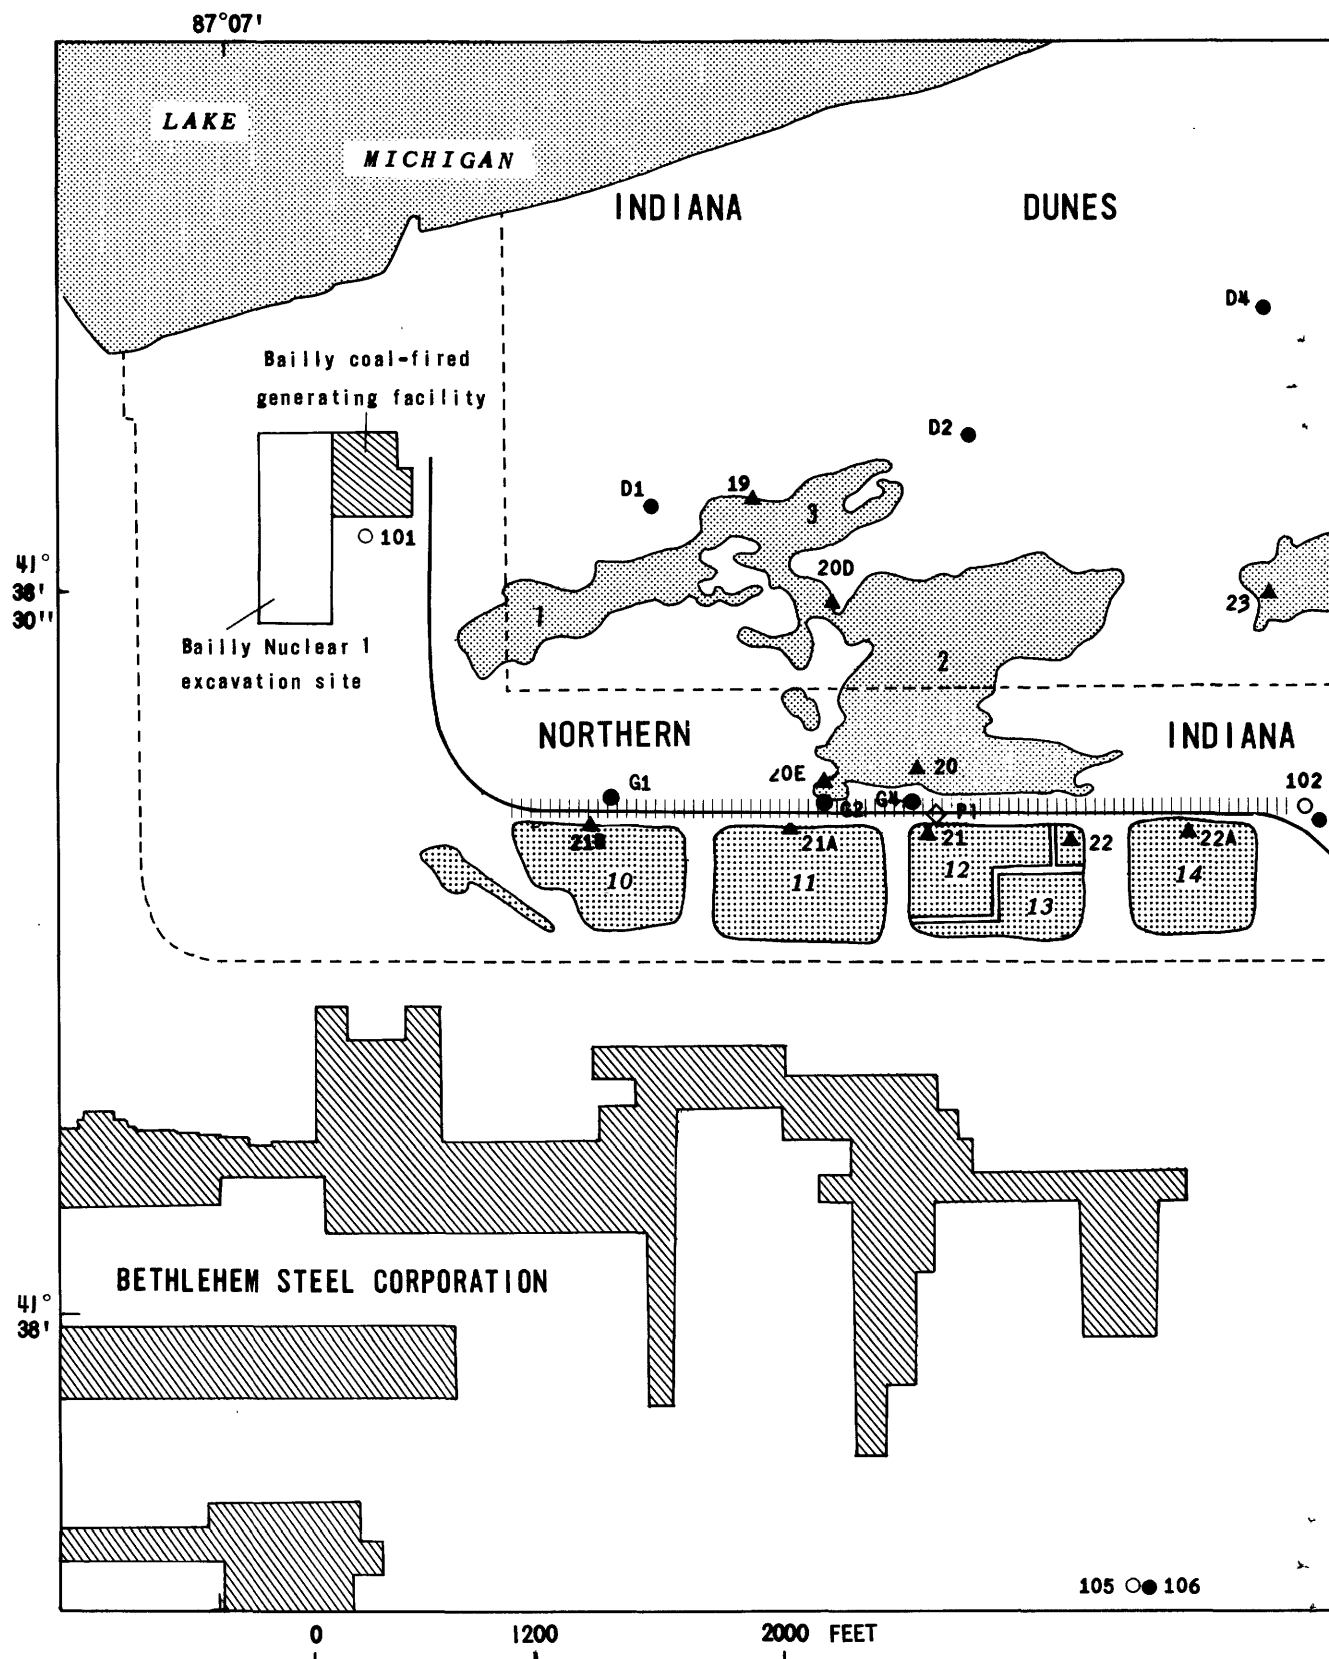 87°07'
LAKE
MICHIGAN
INDIANA DUNES
D4
Bailly coal-fired
generating facility
D2
D1
19
3
101
20D
41°
38'
30"
23
1
Bailly Nuclear 1
excavation site
2
NORTHERN INDIANA
20E
20
G1
102
G2
G4
P1
21B
21A
21
22
22A
10
11
12
13
14
BETHLEHEM STEEL CORPORATION
41°
38'
105
106
0 1200 2000 FEET